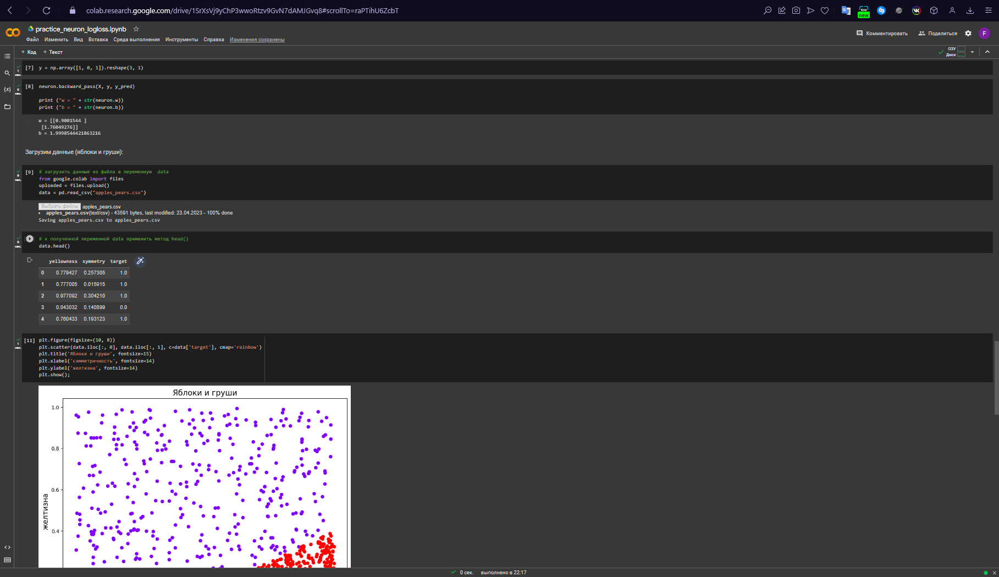 colab.research.google.com/drive/1SrXsVj9yChP3wwoRtzv9GvN7dAMJGvq8#scrollTo=raPTihU6ZcbT
new
practice_neuron_logloss.ipynb
Файл Изменить Вид Вставка Среда выполнения Инструменты Справка Изменения сохранены
Комментировать Поделиться F
+ Код + Текст
ОЗУ
Диск
[7] y = np.array([1, 0, 1]).reshape(3, 1)
[8] neuron.backward_pass(X, y, y_pred)
print ("w = " + str(neuron.w))
print ("b = " + str(neuron.b))
w = [[0.9001544 ]
[1.76049276]]
b = 1.9998544421863216
Загрузим данные (яблоки и груши):
[9] # загрузить данные из файла в переменную data
from google.colab import files
uploaded = files.upload()
data = pd.read_csv("apples_pears.csv")
Выбрать файлы apples_pears.csv
• apples_pears.csv(text/csv) - 43591 bytes, last modified: 23.04.2023 - 100% done
Saving apples_pears.csv to apples_pears.csv
# к полученной переменной data применить метод head()
data.head()
yellowness symmetry target
0 0.779427 0.257305 1.0
1 0.777005 0.015915 1.0
2 0.977092 0.304210 1.0
3 0.043032 0.140899 0.0
4 0.760433 0.193123 1.0
[11] plt.figure(figsize=(10, 8))
plt.scatter(data.iloc[:, 0], data.iloc[:, 1], c=data['target'], cmap='rainbow')
plt.title('Яблоки и груши', fontsize=15)
plt.xlabel('симметричность', fontsize=14)
plt.ylabel('желтизна', fontsize=14)
plt.show();
Яблоки и груши
1.0
0.8
0.6
0.4
желтизна
0 сек. выполнено в 22:17